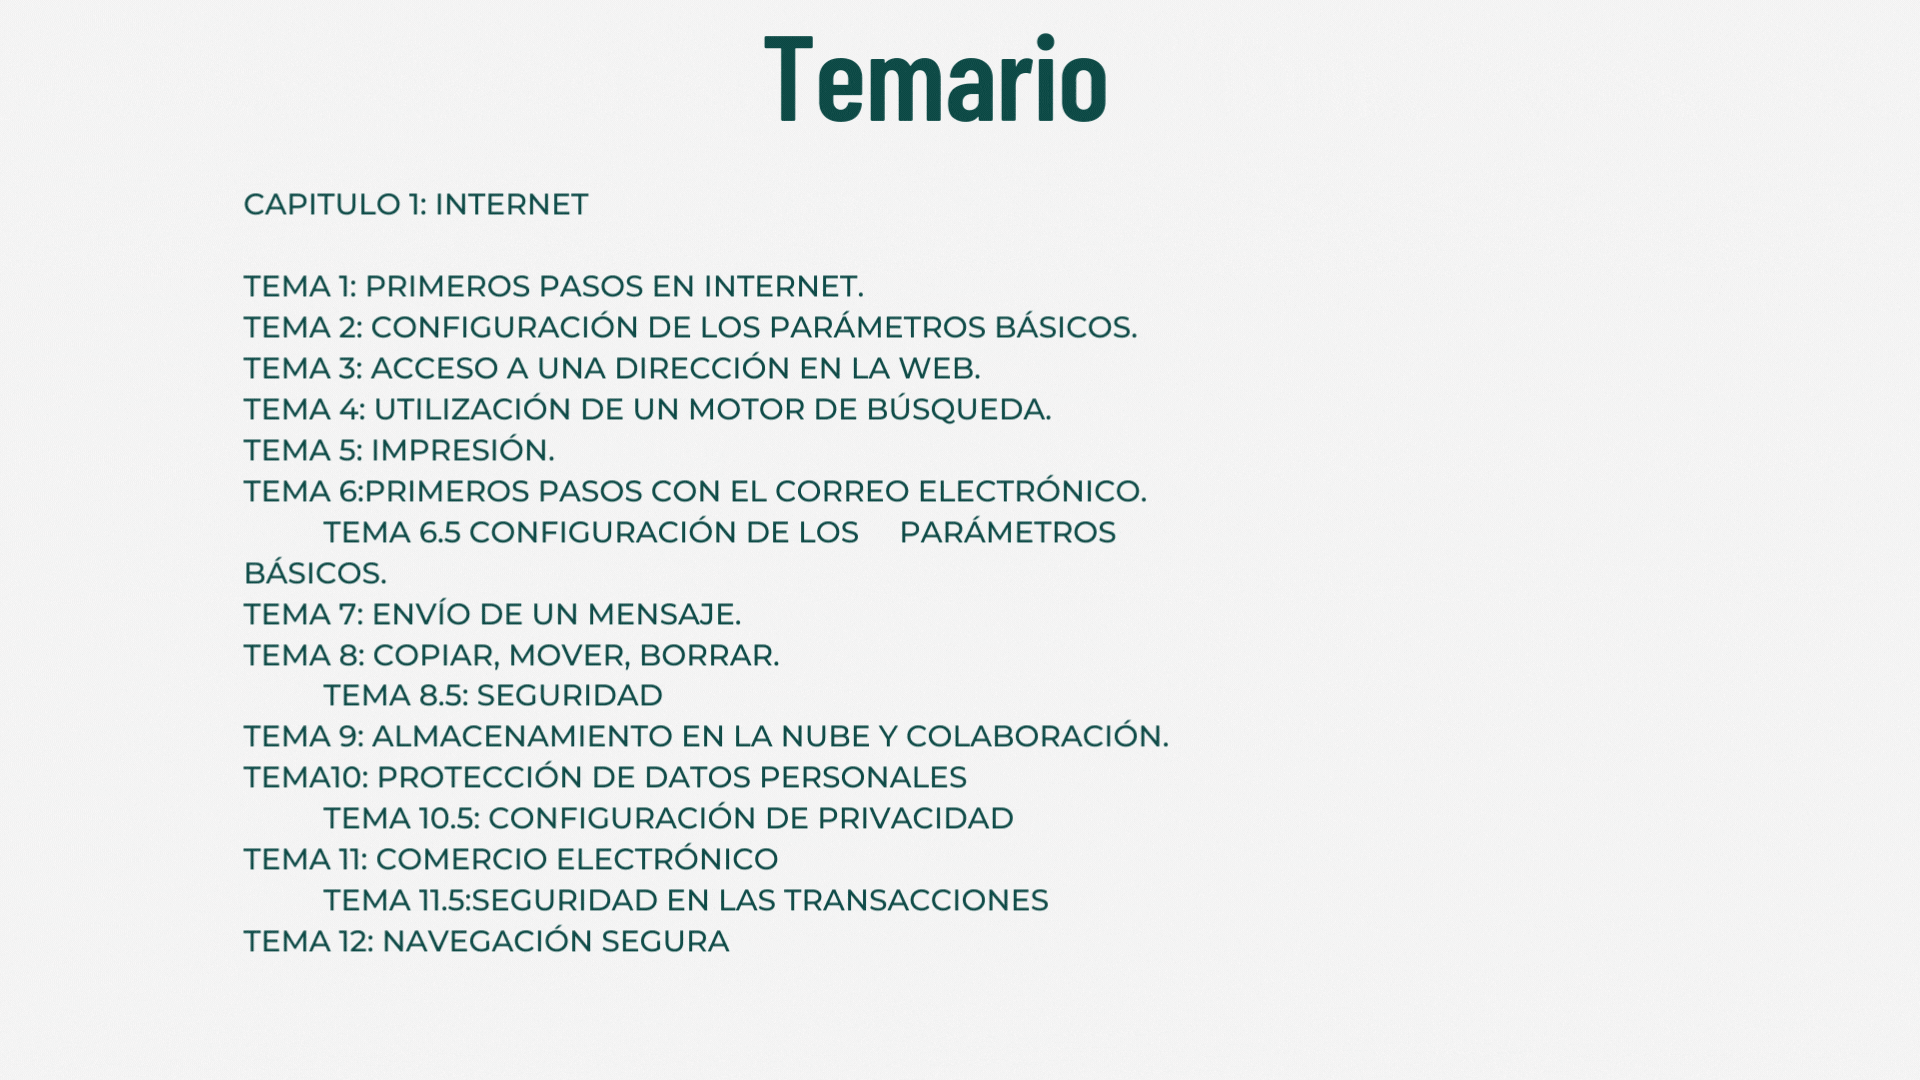 Temario
CAPITULO 1: INTERNET
TEMA 1: PRIMEROS PASOS EN INTERNET.
TEMA 2: CONFIGURACIÓN DE LOS PARÁMETROS BÁSICOS.
TEMA 3: ACCESO A UNA DIRECCIÓN EN LA WEB.
TEMA 4: UTILIZACIÓN DE UN MOTOR DE BÚSQUEDA.
TEMA 5: IMPRESIÓN.
TEMA 6:PRIMEROS PASOS CON EL CORREO ELECTRÓNICO.
TEMA 6.5 CONFIGURACIÓN DE LOS PARÁMETROS
BÁSICOS.
TEMA 7: ENVÍO DE UN MENSAJE.
TEMA 8: COPIAR, MOVER, BORRAR.
TEMA 8.5: SEGURIDAD
TEMA 9: ALMACENAMIENTO EN LA NUBE Y COLABORACIÓN.
TEMA10: PROTECCIÓN DE DATOS PERSONALES
TEMA 10.5: CONFIGURACIÓN DE PRIVACIDAD
TEMA 11: COMERCIO ELECTRÓNICO
TEMA 11.5:SEGURIDAD EN LAS TRANSACCIONES
TEMA 12: NAVEGACIÓN SEGURA